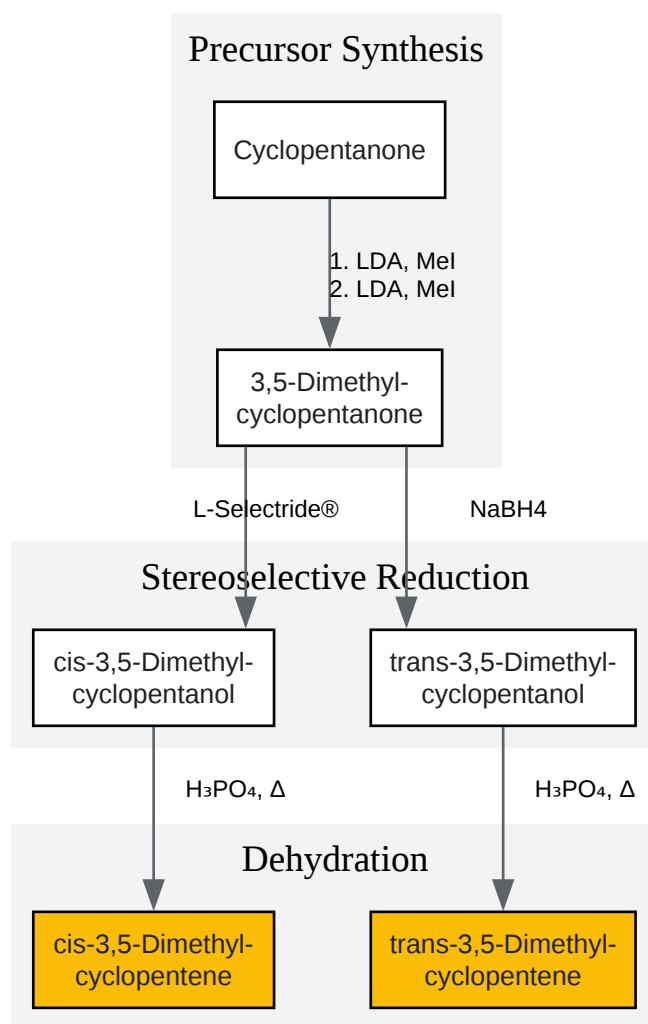 Precursor Synthesis
Cyclopentanone
1. LDA, MeI
2. LDA, MeI
3,5-Dimethyl-
cyclopentanone
L-Selectride®
NaBH4
Stereoselective Reduction
cis-3,5-Dimethyl-
cyclopentanol
trans-3,5-Dimethyl-
cyclopentanol
H₃PO₄, Δ
H₃PO₄, Δ
Dehydration
cis-3,5-Dimethyl-
cyclopentene
trans-3,5-Dimethyl-
cyclopentene